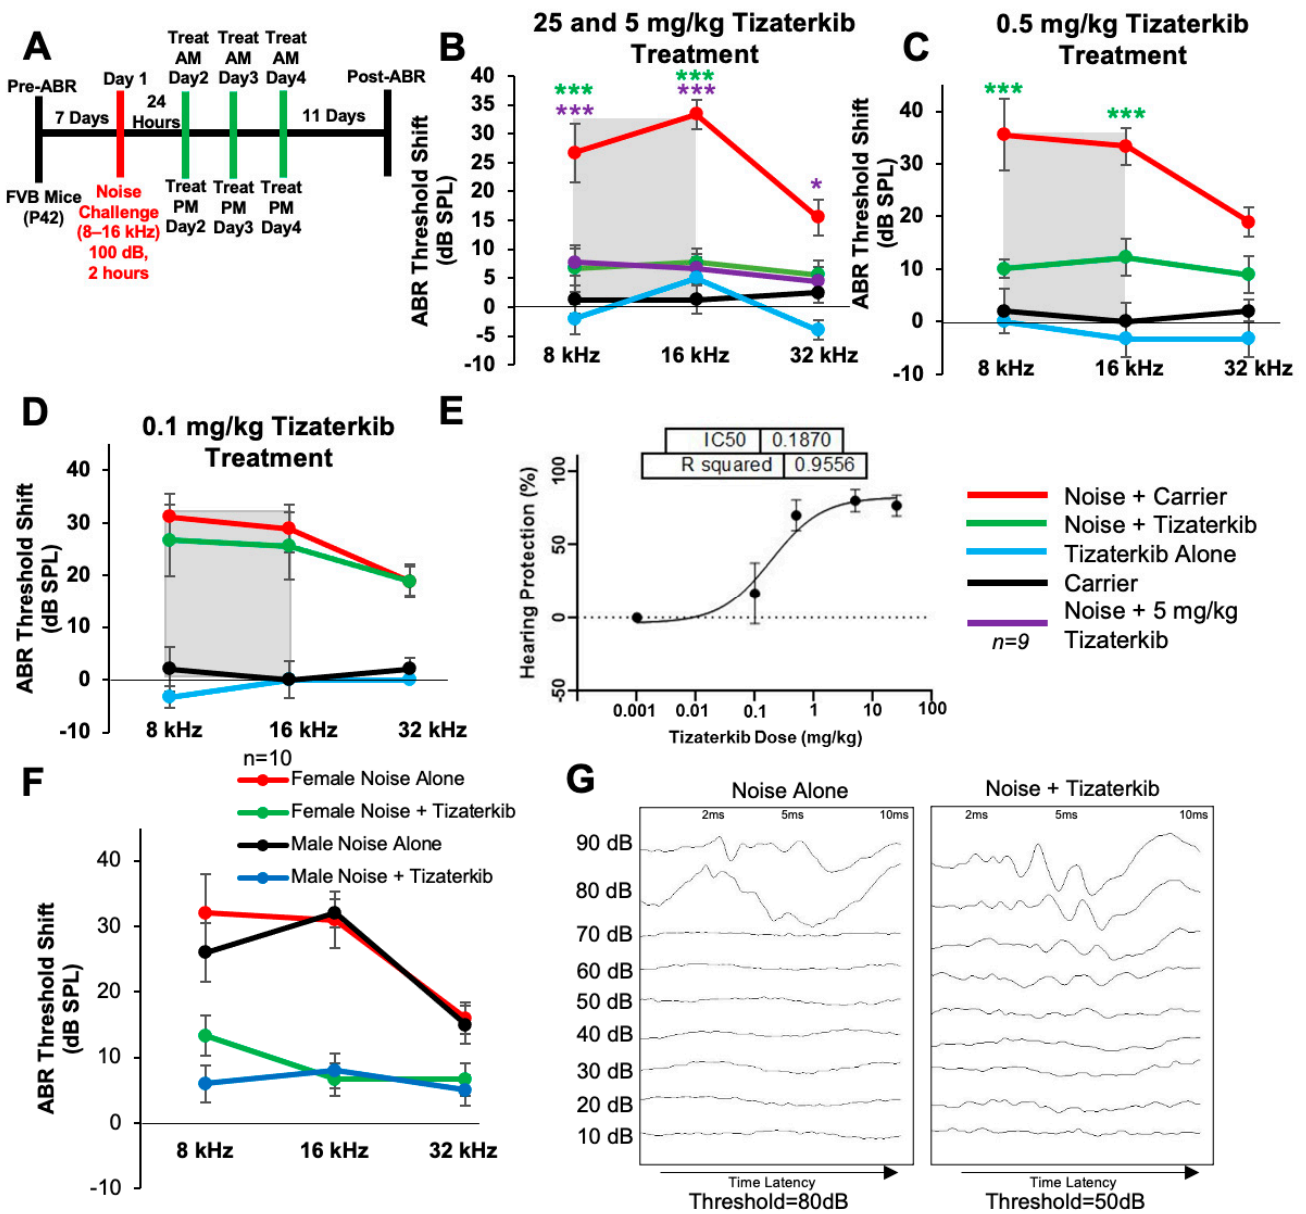 A
Treat Treat Treat
AM AM AM
Day2 Day3 Day4
Pre-ABR
Day 1
Post-ABR
7 Days
24
Hours
11 Days
FVB Mice
(P42)
Noise
Challenge
(8–16 kHz)
100 dB,
2 hours
Treat Treat Treat
PM PM PM
Day2 Day3 Day4
B
25 and 5 mg/kg Tizaterkib
Treatment
ABR Threshold Shift
(dB SPL)
40
35
30
25
20
15
10
5
0
-5
-10
***
***
***
***
*
8 kHz 16 kHz 32 kHz
C
0.5 mg/kg Tizaterkib
Treatment
ABR Threshold Shift
(dB SPL)
40
30
20
10
0
-10
***
***
8 kHz 16 kHz 32 kHz
D
0.1 mg/kg Tizaterkib
Treatment
ABR Threshold Shift
(dB SPL)
40
30
20
10
0
-10
8 kHz 16 kHz 32 kHz
E
IC50 0.1870
R squared 0.9556
Hearing Protection (%)
100
50
0
-50
0.001 0.01 0.1 1 10 100
Tizaterkib Dose (mg/kg)
Noise + Carrier
Noise + Tizaterkib
Tizaterkib Alone
Carrier
Noise + 5 mg/kg
n=9 Tizaterkib
F
n=10
Female Noise Alone
Female Noise + Tizaterkib
Male Noise Alone
Male Noise + Tizaterkib
ABR Threshold Shift
(dB SPL)
40
30
20
10
0
-10
8 kHz 16 kHz 32 kHz
G
Noise Alone
Noise + Tizaterkib
2ms 5ms 10ms
2ms 5ms 10ms
90 dB
80 dB
70 dB
60 dB
50 dB
40 dB
30 dB
20 dB
10 dB
Time Latency
Threshold=80dB
Time Latency
Threshold=50dB